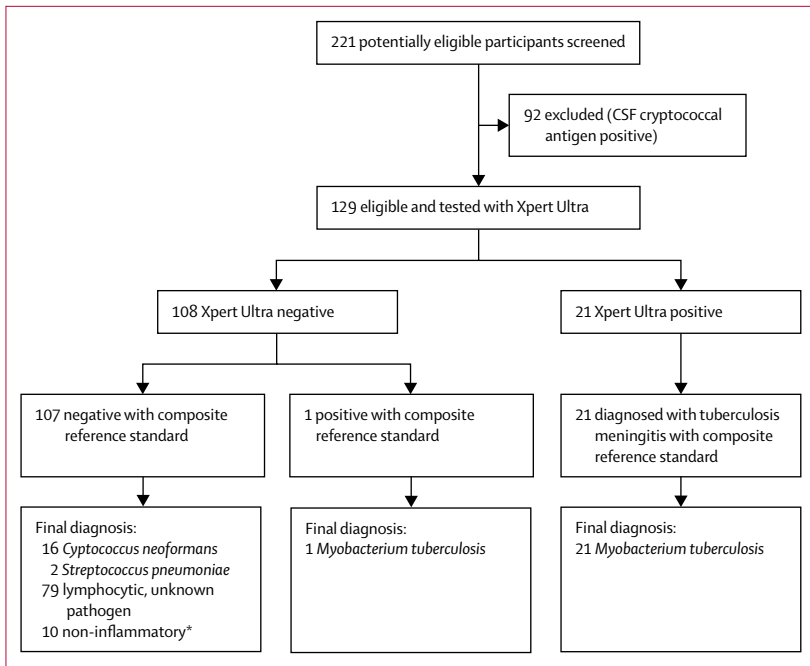 221 potentially eligible participants screened
92 excluded (CSF cryptococcal
antigen positive)
129 eligible and tested with Xpert Ultra
108 Xpert Ultra negative
21 Xpert Ultra positive
107 negative with composite
reference standard
1 positive with composite
reference standard
21 diagnosed with tuberculosis
meningitis with composite
reference standard
Final diagnosis:
16 Cyptococcus neoformans
2 Streptococcus pneumoniae
79 lymphocytic, unknown
pathogen
10 non-inflammatory*
Final diagnosis:
1 Myobacterium tuberculosis
Final diagnosis:
21 Myobacterium tuberculosis